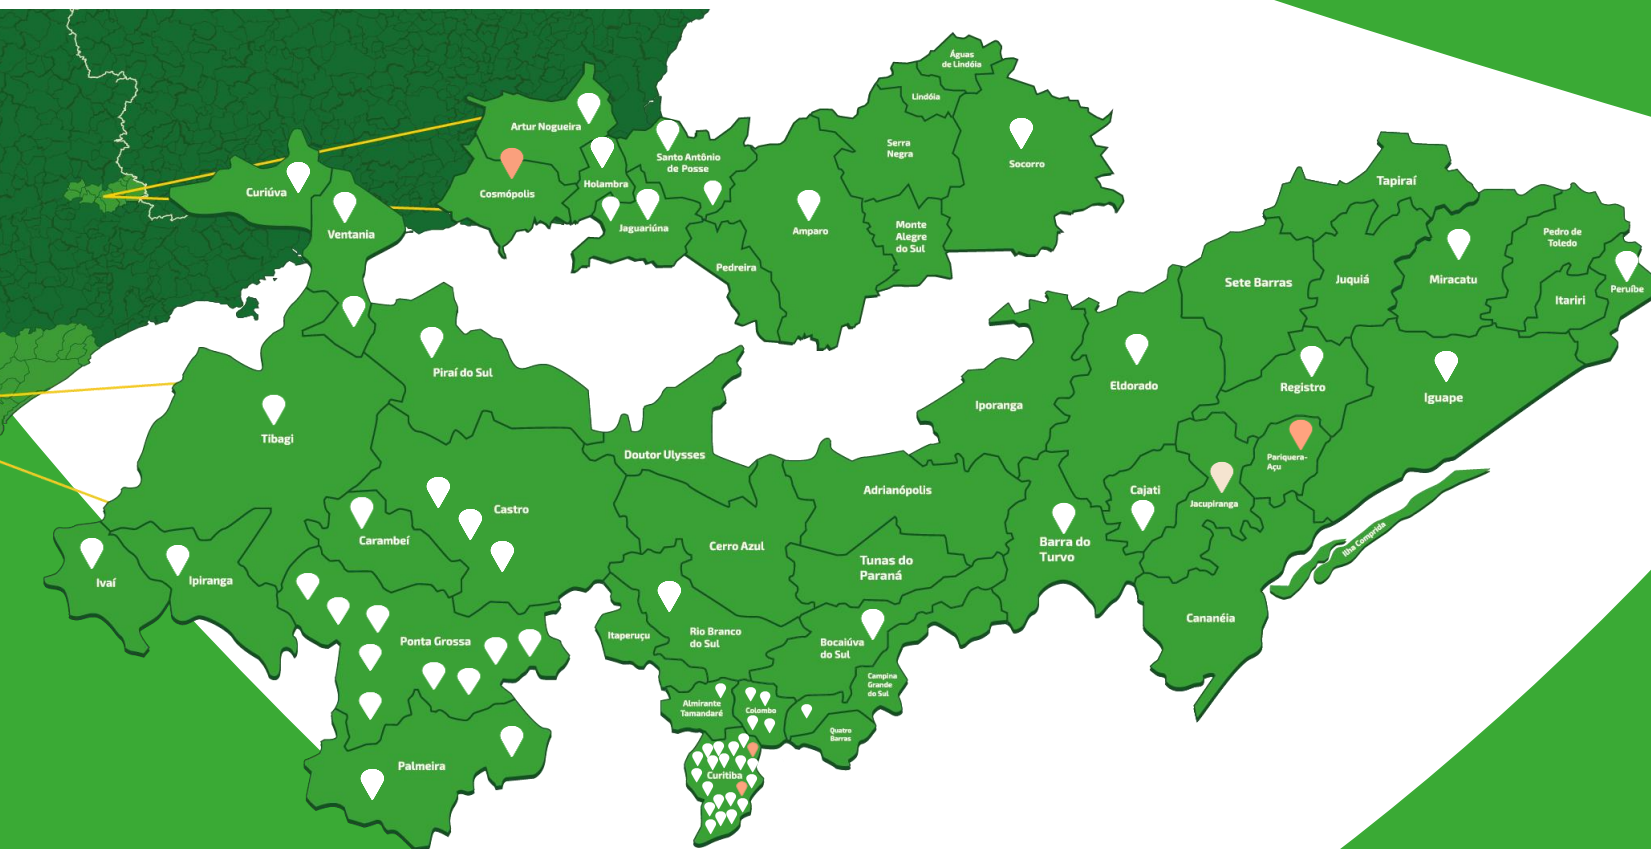 Águas
de Lindóia
Lindóia
Artur Nogueira
Serra
Negra
Socorro
Santo Antônio
de Posse
Holambra
Cosmópolis
Curiúva
Ventania
Jaguariúna
Amparo
Monte
Alegre
do Sul
Pedreira
Tapiraí
Pedro de
Toledo
Sete Barras
Juquiá
Miracatu
Itariri
Peruíbe
Piraí do Sul
Eldorado
Registro
Iguape
Iporanga
Tibagi
Doutor Ulysses
Pariquera-
Açu
Adrianópolis
Cajati
Jacupiranga
Castro
Carambeí
Cerro Azul
Barra do
Turvo
Ilha Comprida
Tunas do
Paraná
Ivaí
Ipiranga
Cananéia
Ponta Grossa
Itaperuçu
Rio Branco
do Sul
Bocaiúva
do Sul
Campina
Grande
do Sul
Almirante
Tamandaré
Colombo
Quatro
Barras
Palmeira
Curitiba